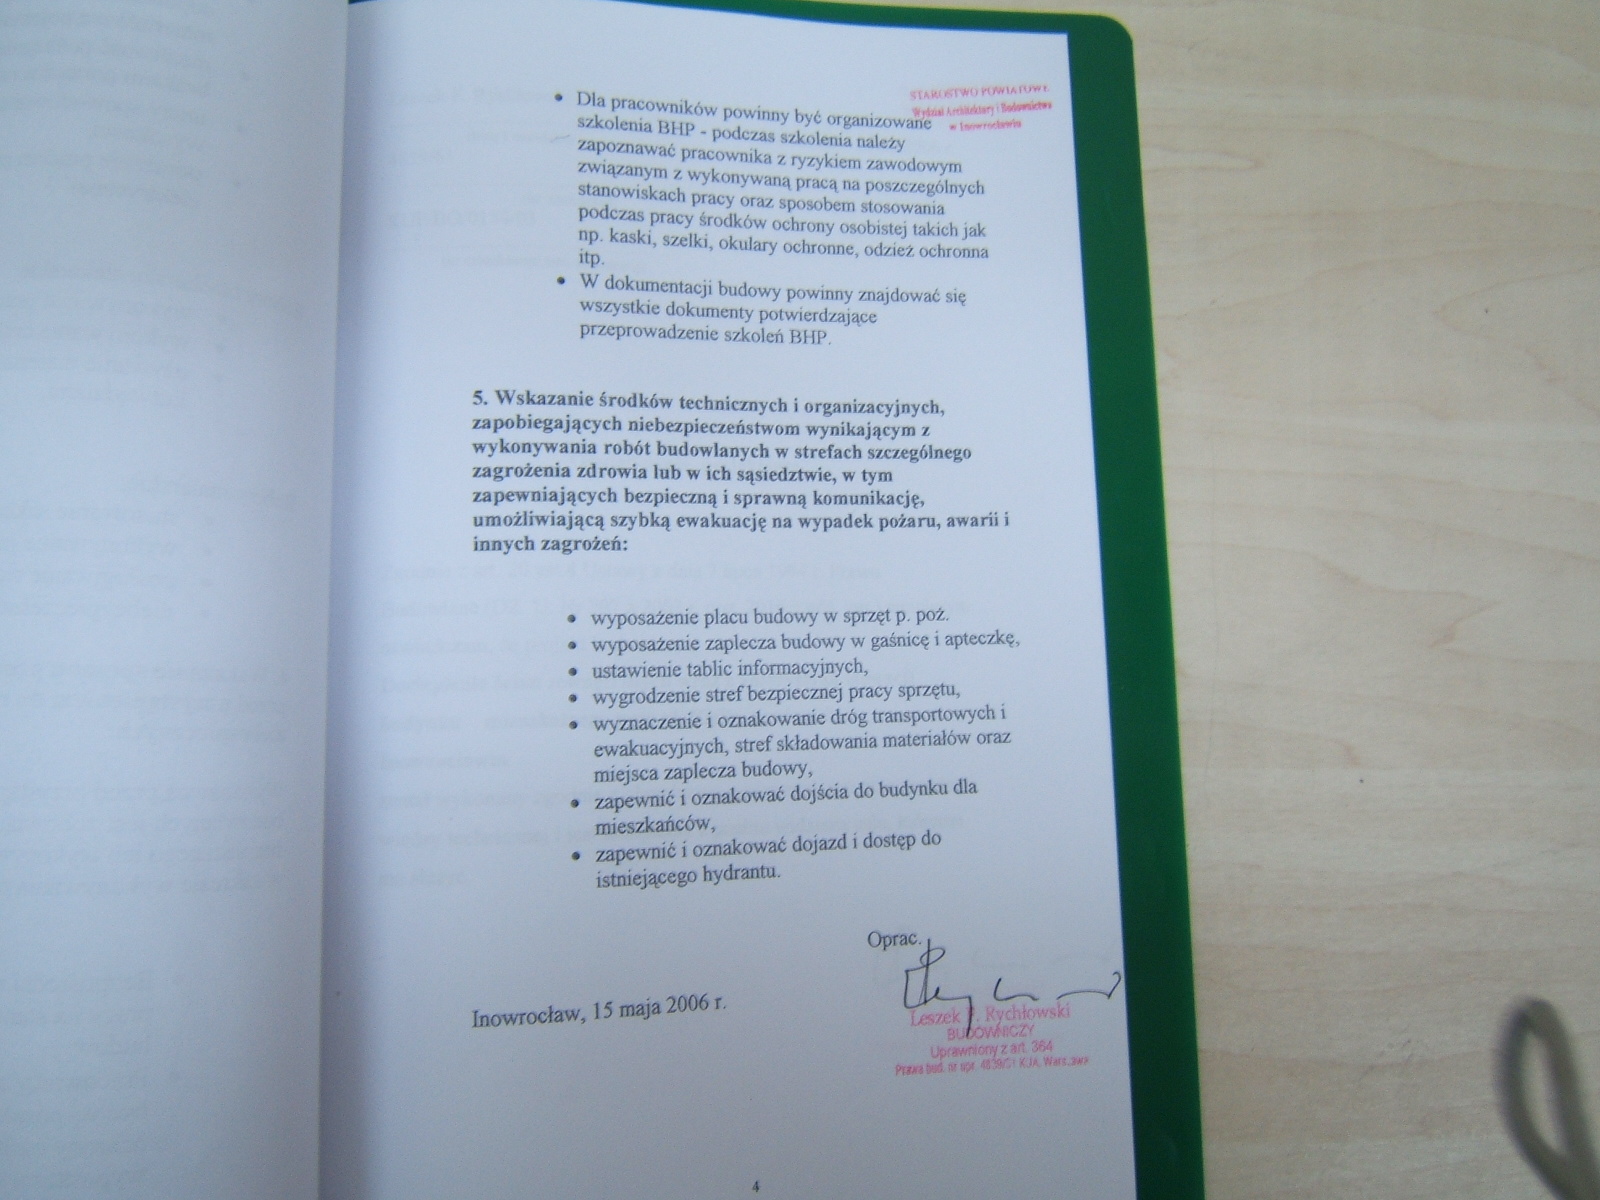 STAROSTWO POWIATOWE
Wydział Architektury i Budownictwa
w Inowrocławiu
• Dla pracowników powinny być organizowane
szkolenia BHP - podczas szkolenia należy
zapoznawać pracownika z ryzykiem zawodowym
związanym z wykonywaną pracą na poszczególnych
stanowiskach pracy oraz sposobem stosowania
podczas pracy środków ochrony osobistej takich jak
np. kaski, szelki, okulary ochronne, odzież ochronna
itp.
• W dokumentacji budowy powinny znajdować się
wszystkie dokumenty potwierdzające
przeprowadzenie szkoleń BHP.
5. Wskazanie środków technicznych i organizacyjnych,
zapobiegających niebezpieczeństwom wynikającym z
wykonywania robót budowlanych w strefach szczególnego
zagrożenia zdrowia lub w ich sąsiedztwie, w tym
zapewniających bezpieczną i sprawną komunikację,
umożliwiającą szybką ewakuację na wypadek pożaru, awarii i
innych zagrożeń:
• wyposażenie placu budowy w sprzęt p. poż.
• wyposażenie zaplecza budowy w gaśnicę i apteczkę,
• ustawienie tablic informacyjnych,
• wygrodzenie stref bezpiecznej pracy sprzętu,
• wyznaczenie i oznakowanie dróg transportowych i
ewakuacyjnych, stref składowania materiałów oraz
miejsca zaplecza budowy,
• zapewnić i oznakować dojścia do budynku dla
mieszkańców,
• zapewnić i oznakować dojazd i dostęp do
istniejącego hydrantu.
Oprac.
Inowrocław, 15 maja 2006 r.
Leszek P. Rychłowski
BUDOWNICZY
Uprawniony z art. 364
Prawa bud. nr upr.
4